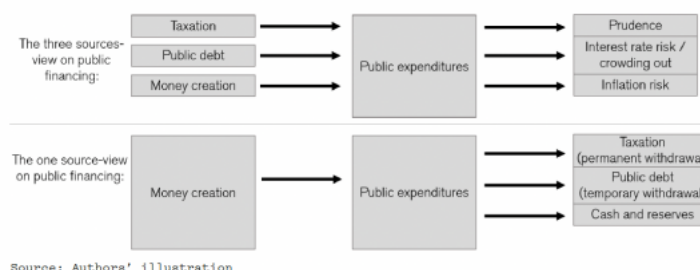 The three sources-
view on public
financing:
Taxation
Public debt
Money creation
Public expenditures
Prudence
Interest rate risk /
crowding out
Inflation risk
The one source-view
on public financing:
Money creation
Public expenditures
Taxation
(permanent withdrawa
Public debt
(temporary withdrawal
Cash and reserves
Source: Authors' illustration